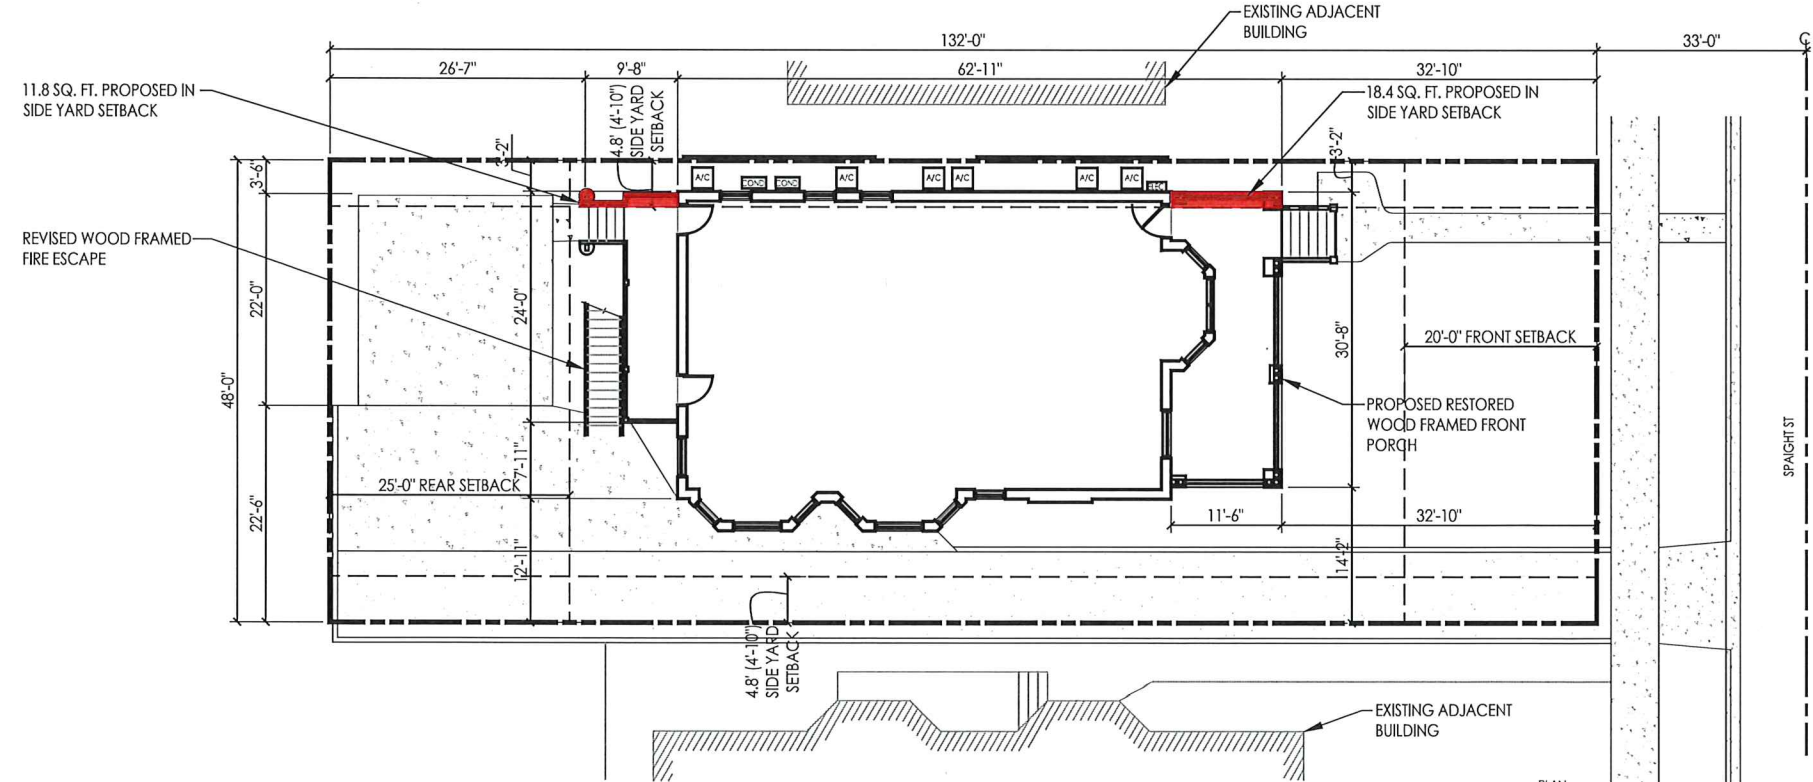 EXISTING ADJACENT
BUILDING
132'-0"
33'-0"
26'-7"
9'-8"
62'-11"
32'-10"
11.8 SQ. FT. PROPOSED IN
SIDE YARD SETBACK
4.8' (4'-10")
SIDE YARD
SETBACK
18.4 SQ. FT. PROPOSED IN
SIDE YARD SETBACK
3'-2"
3'-2"
3'-6"
A/C
COND
COND
A/C
A/C
A/C
A/C
A/C
ELEC
REVISED WOOD FRAMED
FIRE ESCAPE
22'-0"
24'-0"
30'-8"
20'-0" FRONT SETBACK
48'-0"
PROPOSED RESTORED
WOOD FRAMED FRONT
PORCH
SPAIGHT ST
7'-11"
25'-0" REAR SETBACK
22'-6"
11'-6"
32'-10"
12'-11"
14'-2"
4.8' (4'-10")
SIDE YARD
SETBACK
EXISTING ADJACENT
BUILDING